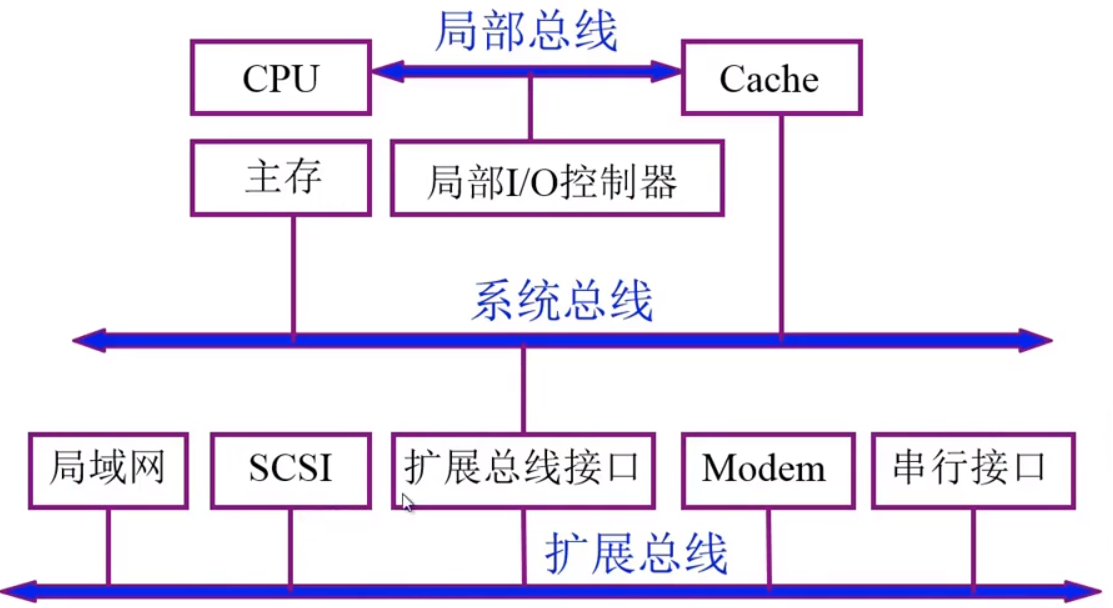 局部总线
CPU
Cache
主存
局部I/O控制器
系统总线
局域网
SCSI
扩展总线接口
Modem
串行接口
扩展总线